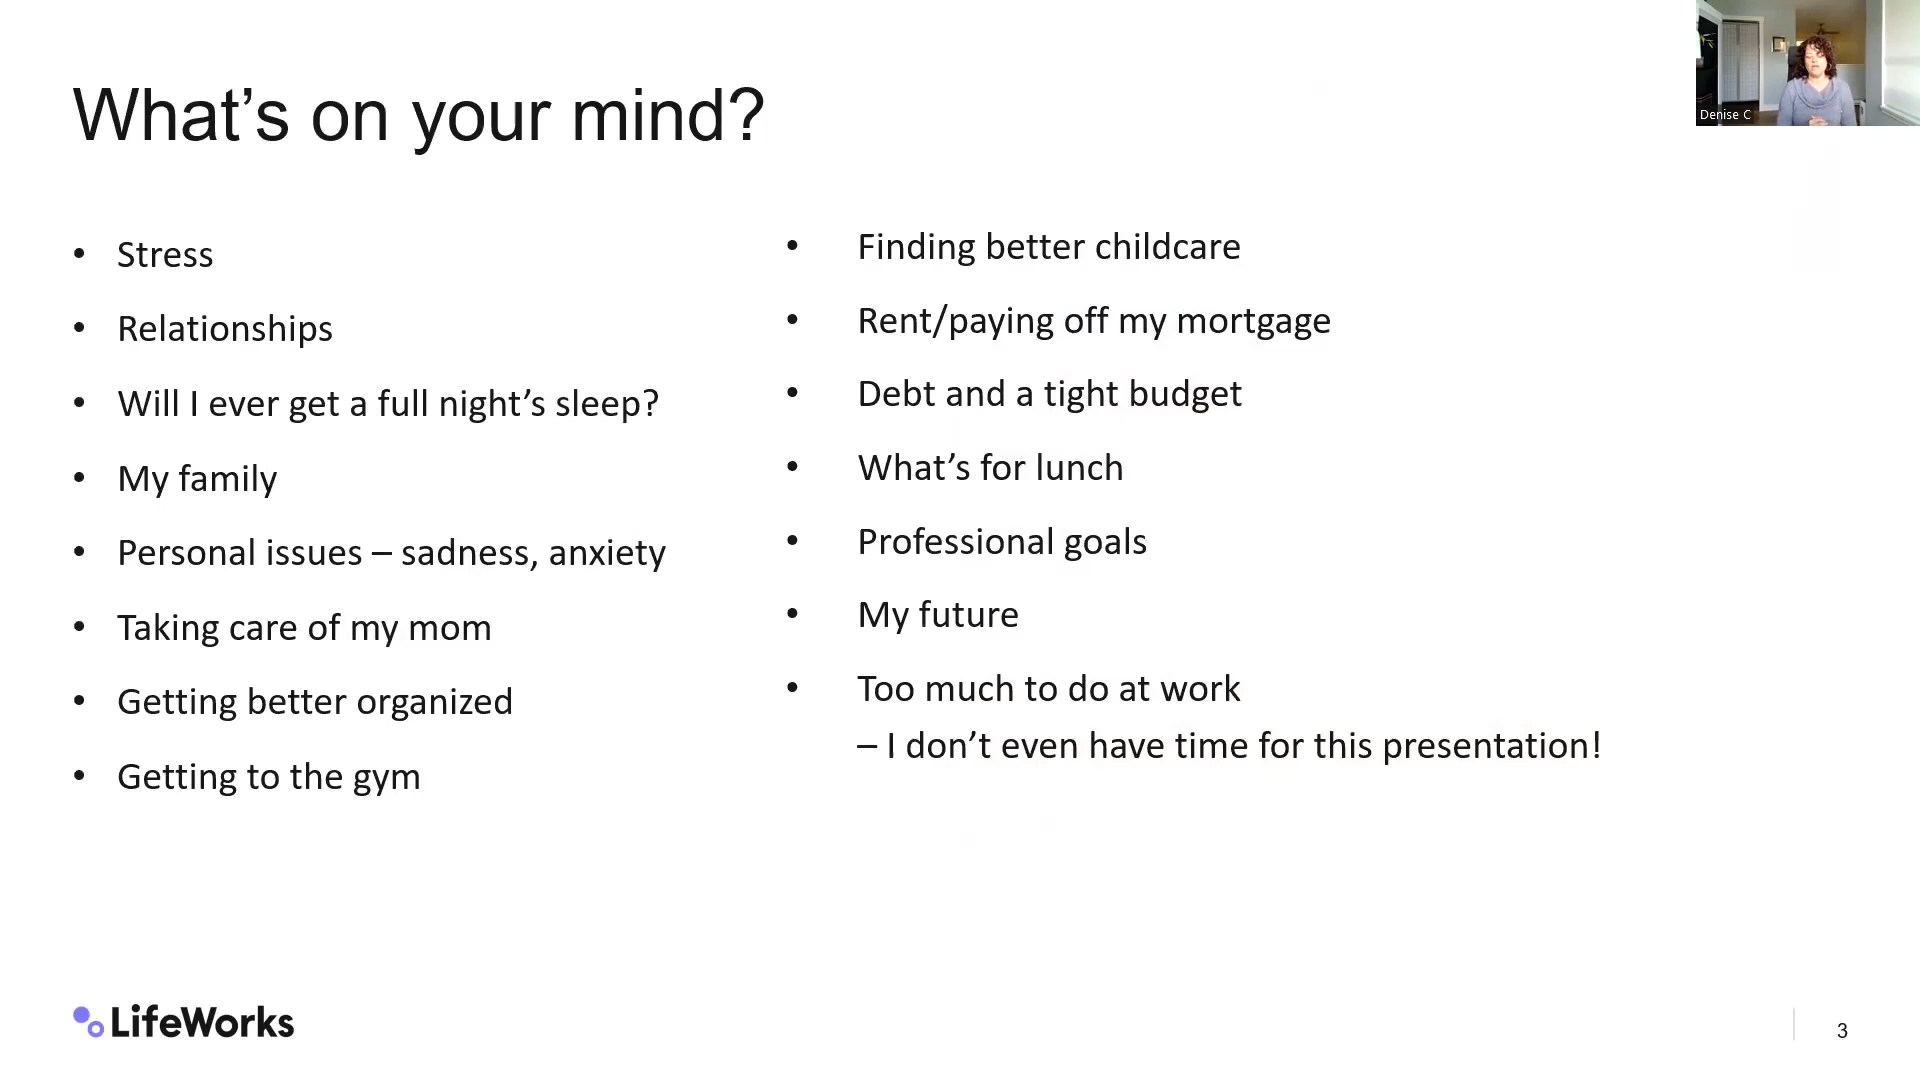 What’s on your mind?
Denise C
• Stress
• Relationships
• Will I ever get a full night’s sleep?
• My family
• Personal issues – sadness, anxiety
• Taking care of my mom
• Getting better organized
• Getting to the gym
• Finding better childcare
• Rent/paying off my mortgage
• Debt and a tight budget
• What’s for lunch
• Professional goals
• My future
• Too much to do at work
– I don’t even have time for this presentation!
LifeWorks
3